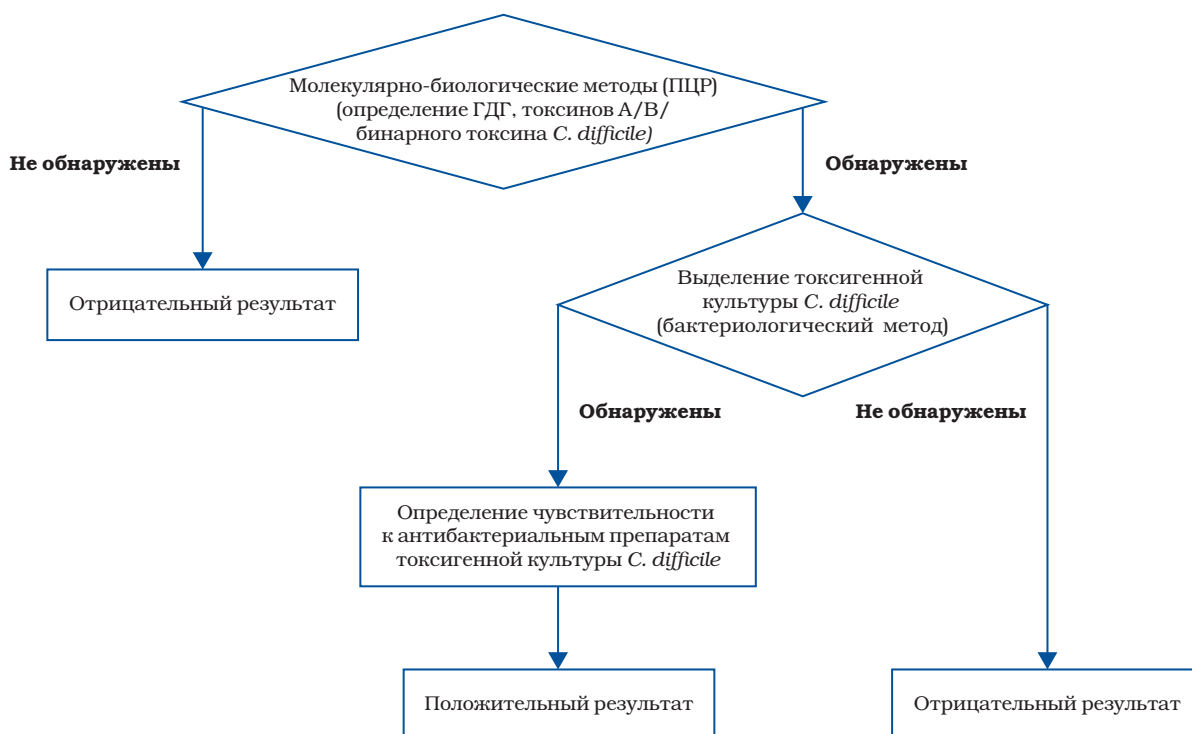 Молекулярно-биологические методы (ПЦР)
(определение ГДГ, токсинов А/В/
бинарного токсина C. difficile)
Не обнаружены
Обнаружены
Отрицательный результат
Выделение токсигенной
культуры C. difficile
(бактериологический метод)
Обнаружены
Не обнаружены
Определение чувствительности
к антибактериальным препаратам
токсигенной культуры C. difficile
Положительный результат
Отрицательный результат